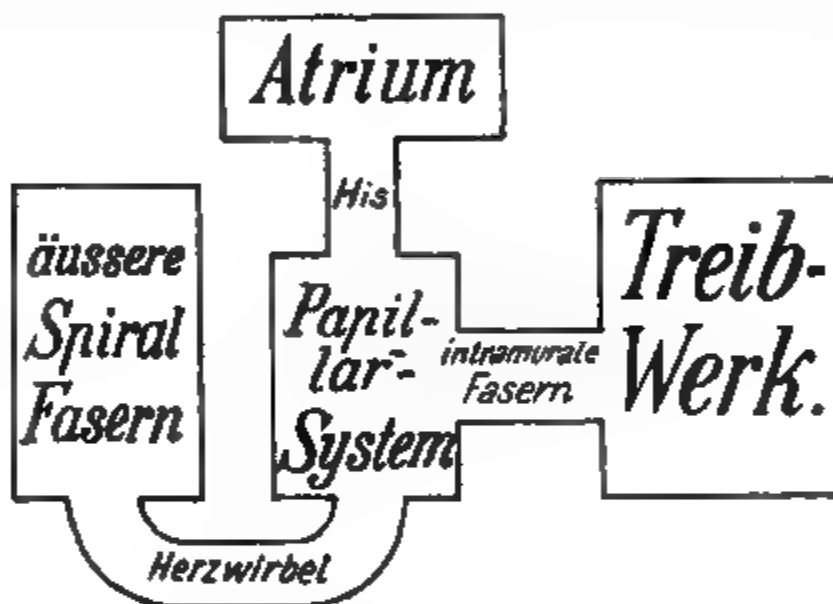 Atrium
His
äussere
Spiral
Fasern
Papil-
lar-
System
intramurale
Fasern
Treib-
Werk.
Herzwirbel